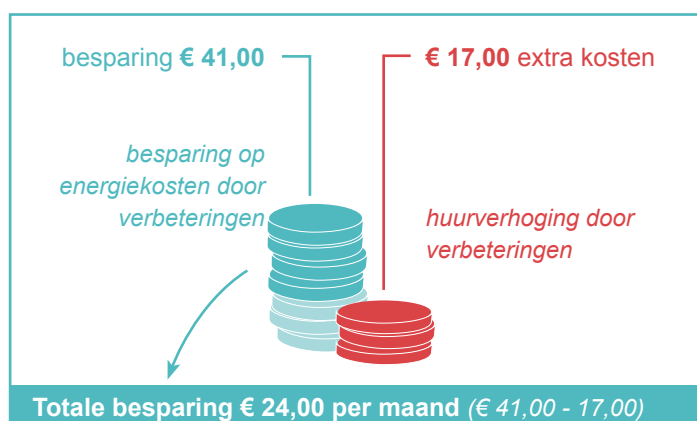 besparing € 41,00
€ 17,00 extra kosten
besparing op
energiekosten door
verbeteringen
huurverhoging door
verbeteringen
Totale besparing € 24,00 per maand (€ 41,00 - 17,00)